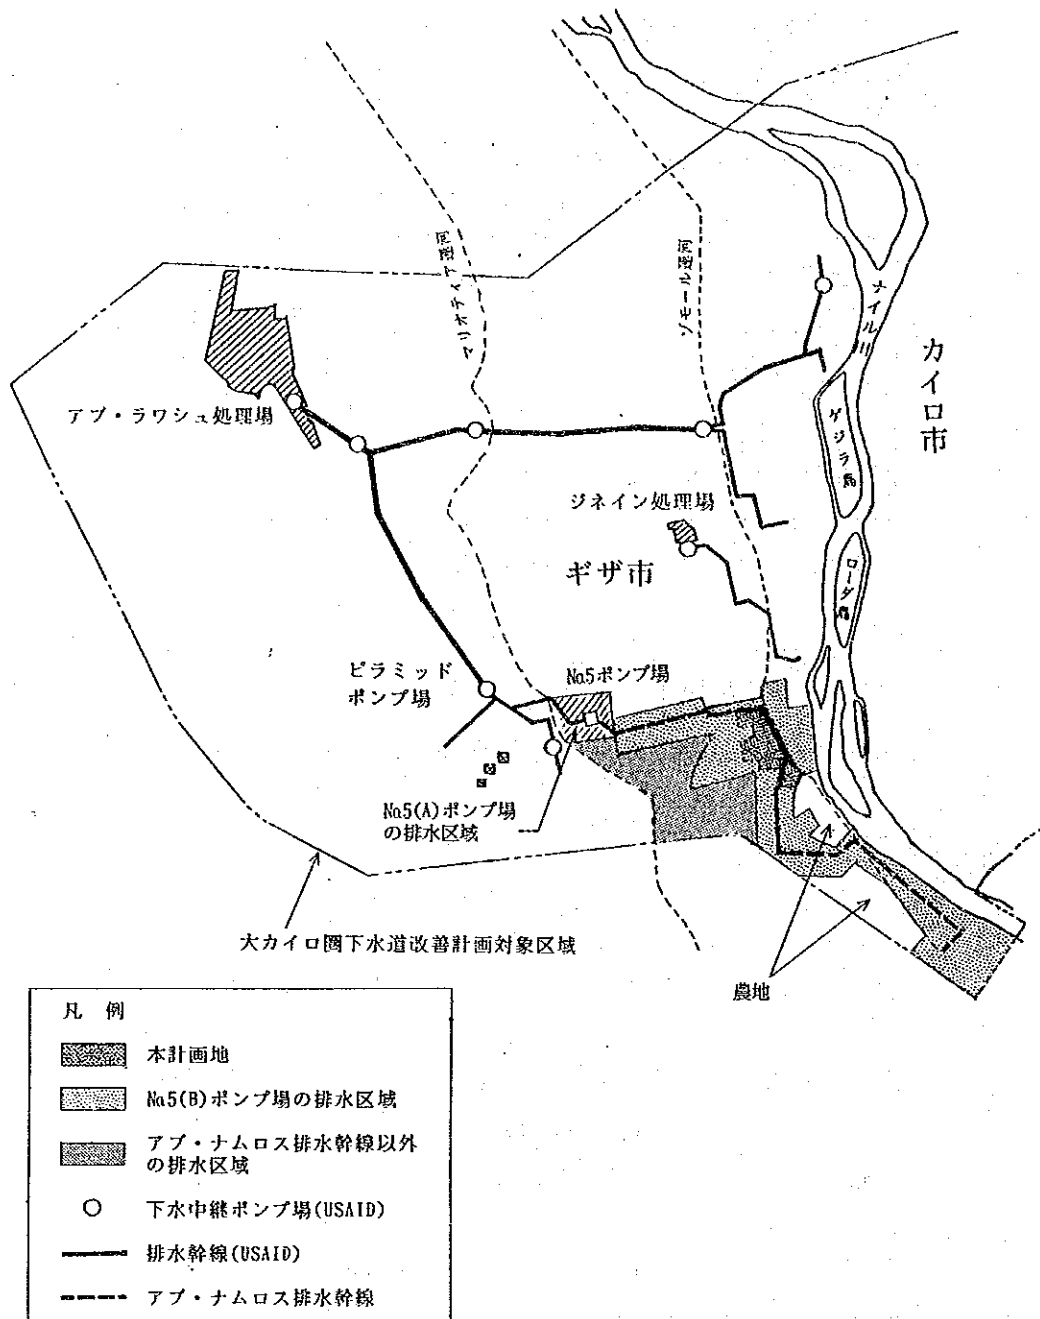 マリオティア運河
ゾモール運河
ナイル川
カイロ市
アブ・ラワシュ処理場
ゲジラ島
ジネイン処理場
ギザ市
ローダ島
ピラミッド
ポンプ場
No.5ポンプ場
No.5(A)ポンプ場
の排水区域
大カイロ圏下水道改善計画対象区域
農地
凡 例
本計画地
No.5(B)ポンプ場の排水区域
アブ・ナムロス排水幹線以外
の排水区域
下水中継ポンプ場(USAID)
排水幹線(USAID)
アブ・ナムロス排水幹線